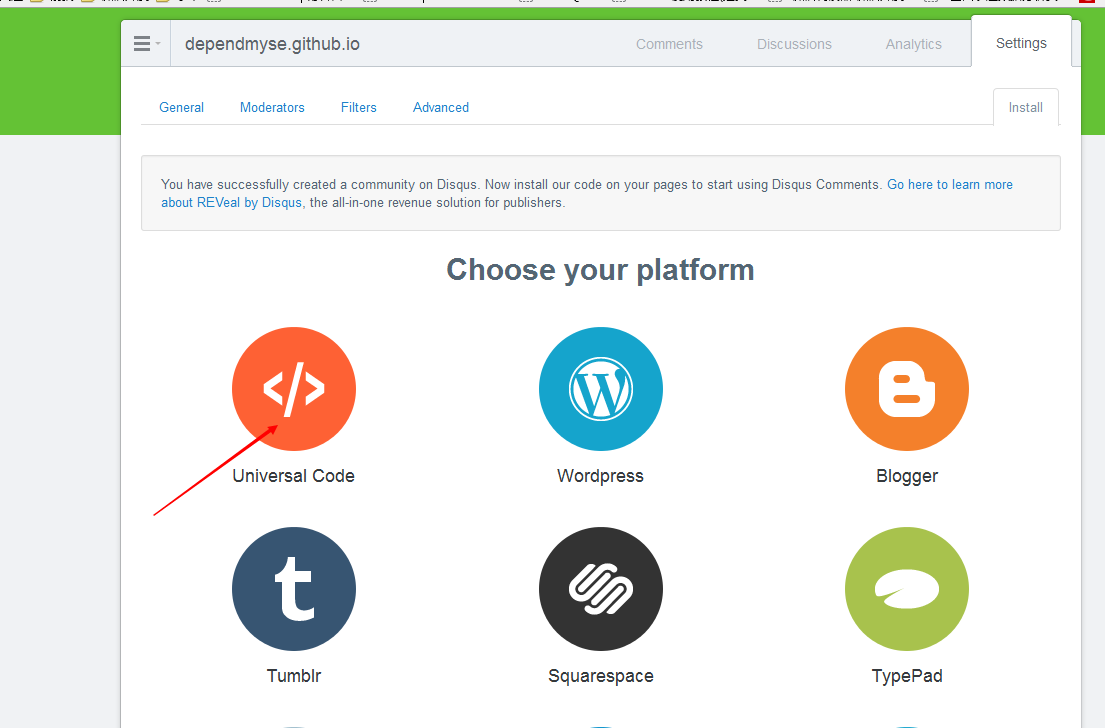 dependmyse.github.io
Comments
Discussions
Analytics
Settings
General
Moderators
Filters
Advanced
Install
You have successfully created a community on Disqus. Now install our code on your pages to start using Disqus Comments. Go here to learn more
about REVeal by Disqus, the all-in-one revenue solution for publishers.
Choose your platform
Universal Code
Wordpress
Blogger
Tumblr
Squarespace
TypePad